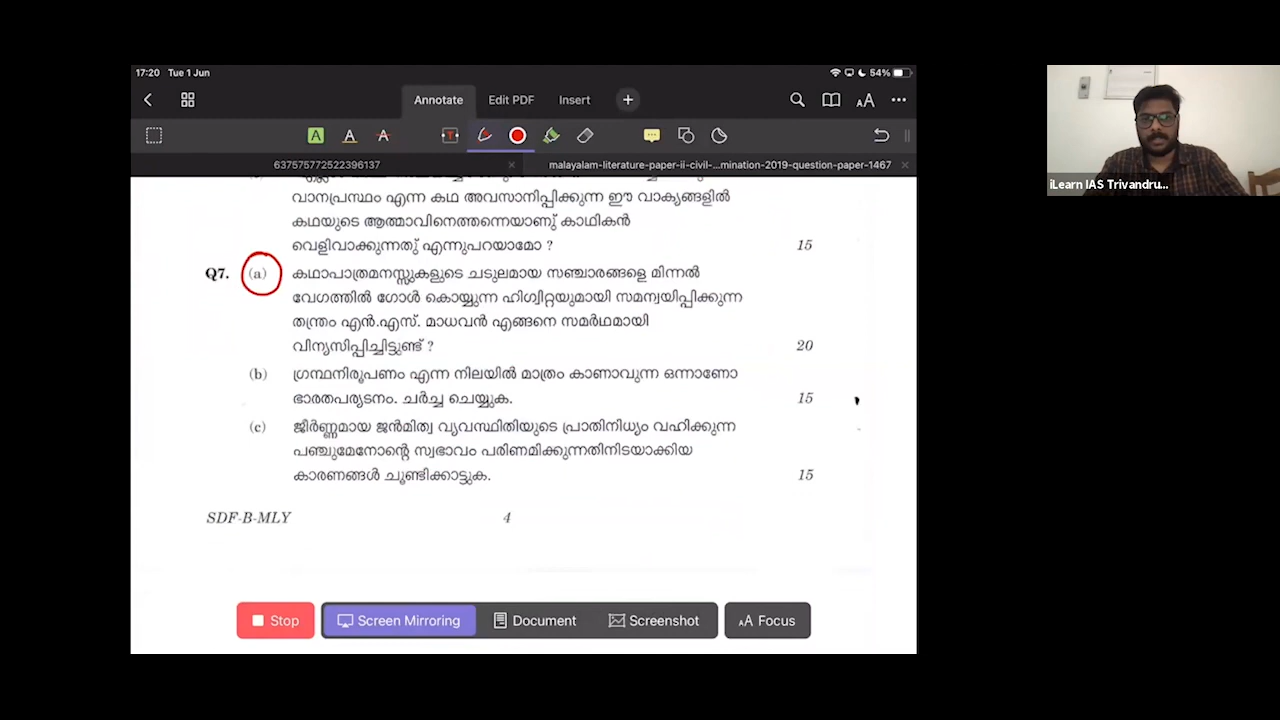 17:20 Tue 1 Jun
54%
Annotate Edit PDF Insert
637575772522396137
malayalam-literature-paper-ii-civil-...mination-2019-question-paper-1467
വാനപ്രസ്ഥം എന്ന കഥ അവസാനിപ്പിക്കുന്ന ഈ വാക്യങ്ങളിൽ
കഥയുടെ ആത്മാവിനെത്തന്നെയാണു് കാഥികൻ
വെളിവാക്കുന്നതു് എന്നുപറയാമോ ? 15
Q7. (a) കഥാപാത്രമനസ്സുകളുടെ ചടുലമായ സഞ്ചാരങ്ങളെ മിന്നൽ
വേഗത്തിൽ ഗോൾ കൊയ്യുന്ന ഹിഗ്വിറ്റയുമായി സമന്വയിപ്പിക്കുന്ന
തന്ത്രം എൻ.എസ്. മാധവൻ എങ്ങനെ സമർഥമായി
വിന്യസിപ്പിച്ചിട്ടുണ്ട് ? 20
(b) ഗ്രന്ഥനിരൂപണം എന്ന നിലയിൽ മാത്രം കാണാവുന്ന ഒന്നാണോ
ഭാരതപര്യടനം. ചർച്ച ചെയ്യുക. 15
(c) ജീർണ്ണമായ ജൻമിത്വ വ്യവസ്ഥിതിയുടെ പ്രാതിനിധ്യം വഹിക്കുന്ന
പഞ്ചുമേനോന്റെ സ്വഭാവം പരിണമിക്കുന്നതിനിടയാക്കിയ
കാരണങ്ങൾ ചൂണ്ടിക്കാട്ടുക. 15
SDF-B-MLY 4
Stop Screen Mirroring Document Screenshot AA Focus
iLearn IAS Trivandru...